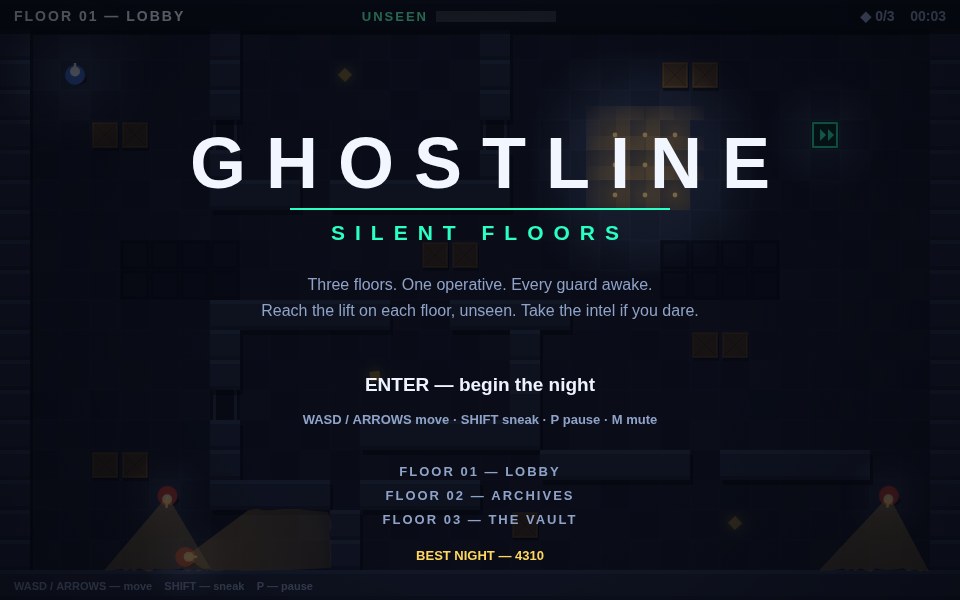 FLOOR 01 — LOBBY
UNSEEN
◆ 0/3 00:03
GHOSTLINE
SILENT FLOORS
Three floors. One operative. Every guard awake.
Reach the lift on each floor, unseen. Take the intel if you dare.
ENTER — begin the night
WASD / ARROWS move · SHIFT sneak · P pause · M mute
FLOOR 01 — LOBBY
FLOOR 02 — ARCHIVES
FLOOR 03 — THE VAULT
BEST NIGHT — 4310
WASD / ARROWS — move SHIFT — sneak P — pause